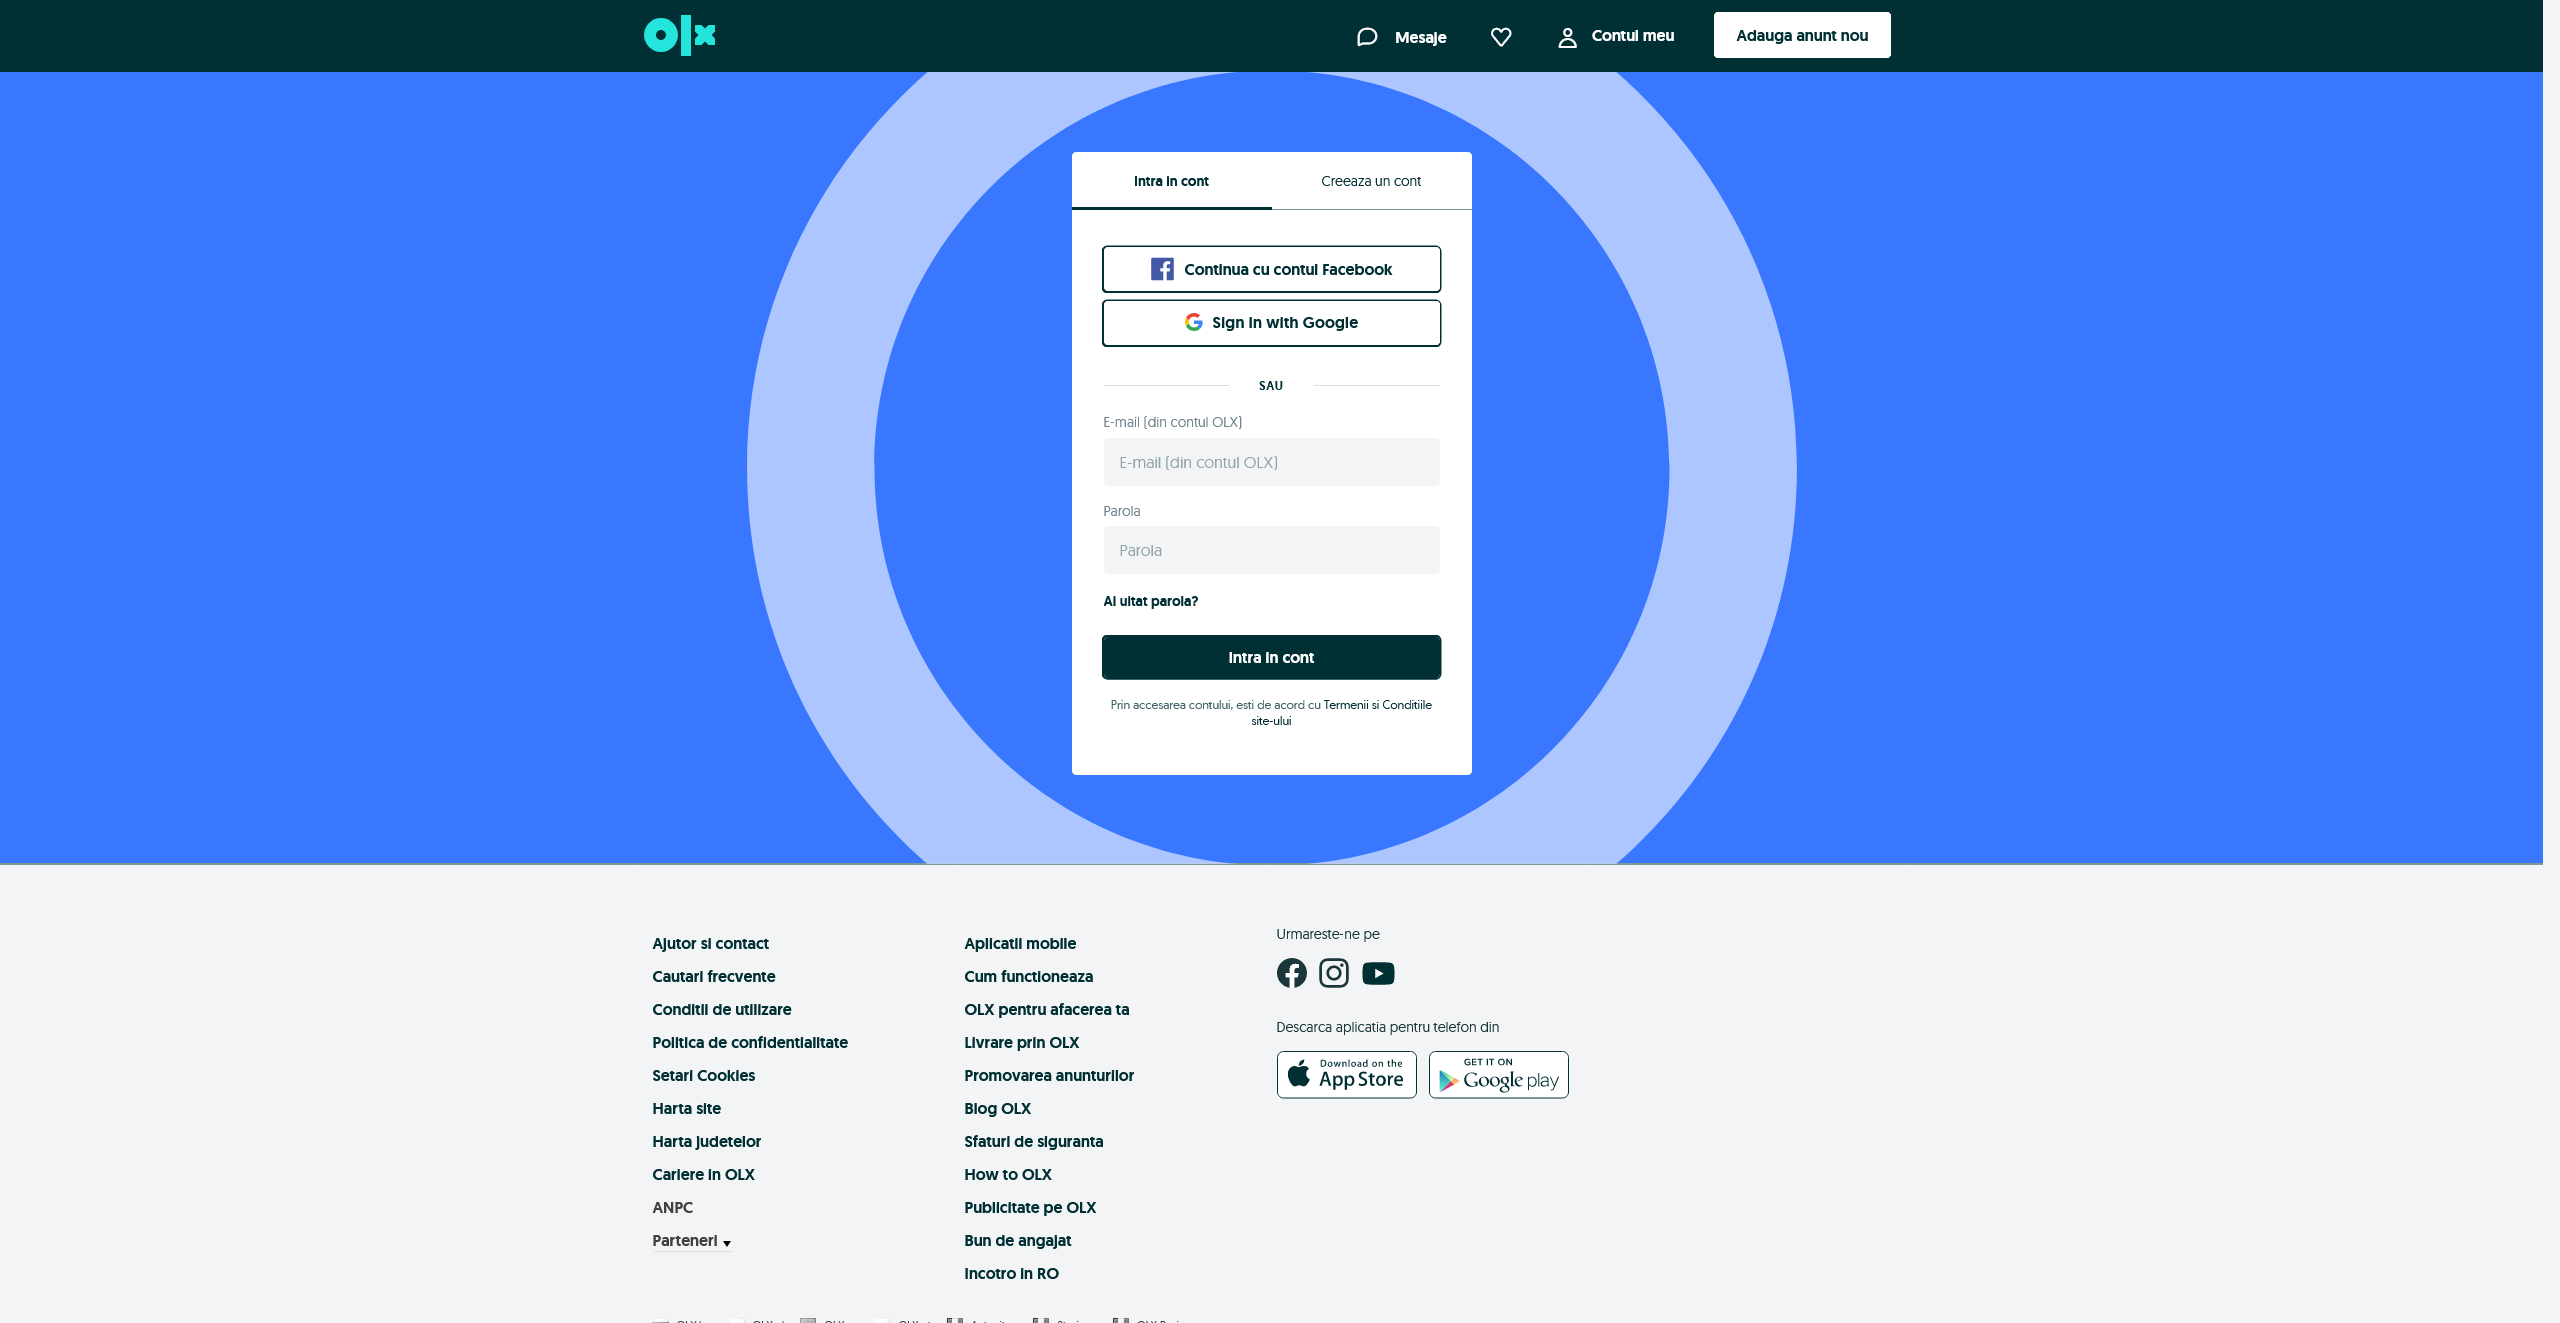 olx
Mesaje
Contul meu
Adauga anunt nou
Intra in cont
Creeaza un cont
Continua cu contul Facebook
Sign in with Google
SAU
E-mail (din contul OLX)
E-mail (din contul OLX)
Parola
Parola
Ai uitat parola?
Intra in cont
Prin accesarea contului, esti de acord cu Termenii si Conditiile
site-ului
Ajutor si contact
Cautari frecvente
Conditii de utilizare
Politica de confidentialitate
Setari Cookies
Harta site
Harta judetelor
Cariere in OLX
ANPC
Parteneri
Aplicatii mobile
Cum functioneaza
OLX pentru afacerea ta
Livrare prin OLX
Promovarea anunturilor
Blog OLX
Sfaturi de siguranta
How to OLX
Publicitate pe OLX
Bun de angajat
Incotro in RO
Urmareste-ne pe
Descarca aplicatia pentru telefon din
Download on the
App Store
GET IT ON
Google play